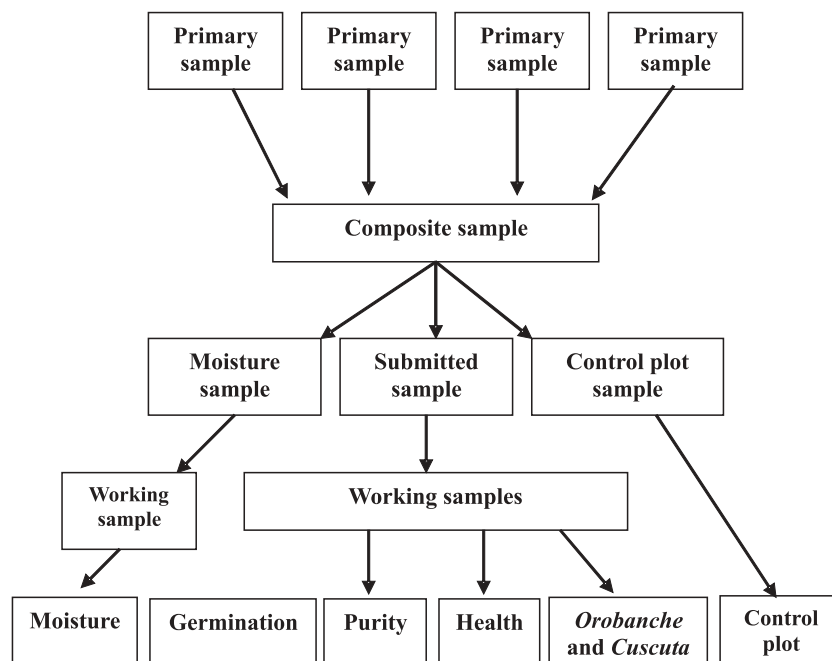 Primary
sample
Primary
sample
Primary
sample
Primary
sample
Composite sample
Moisture
sample
Submitted
sample
Control plot
sample
Working
sample
Working samples
Moisture
Germination
Purity
Health
Orobanche
and Cuscuta
Control
plot